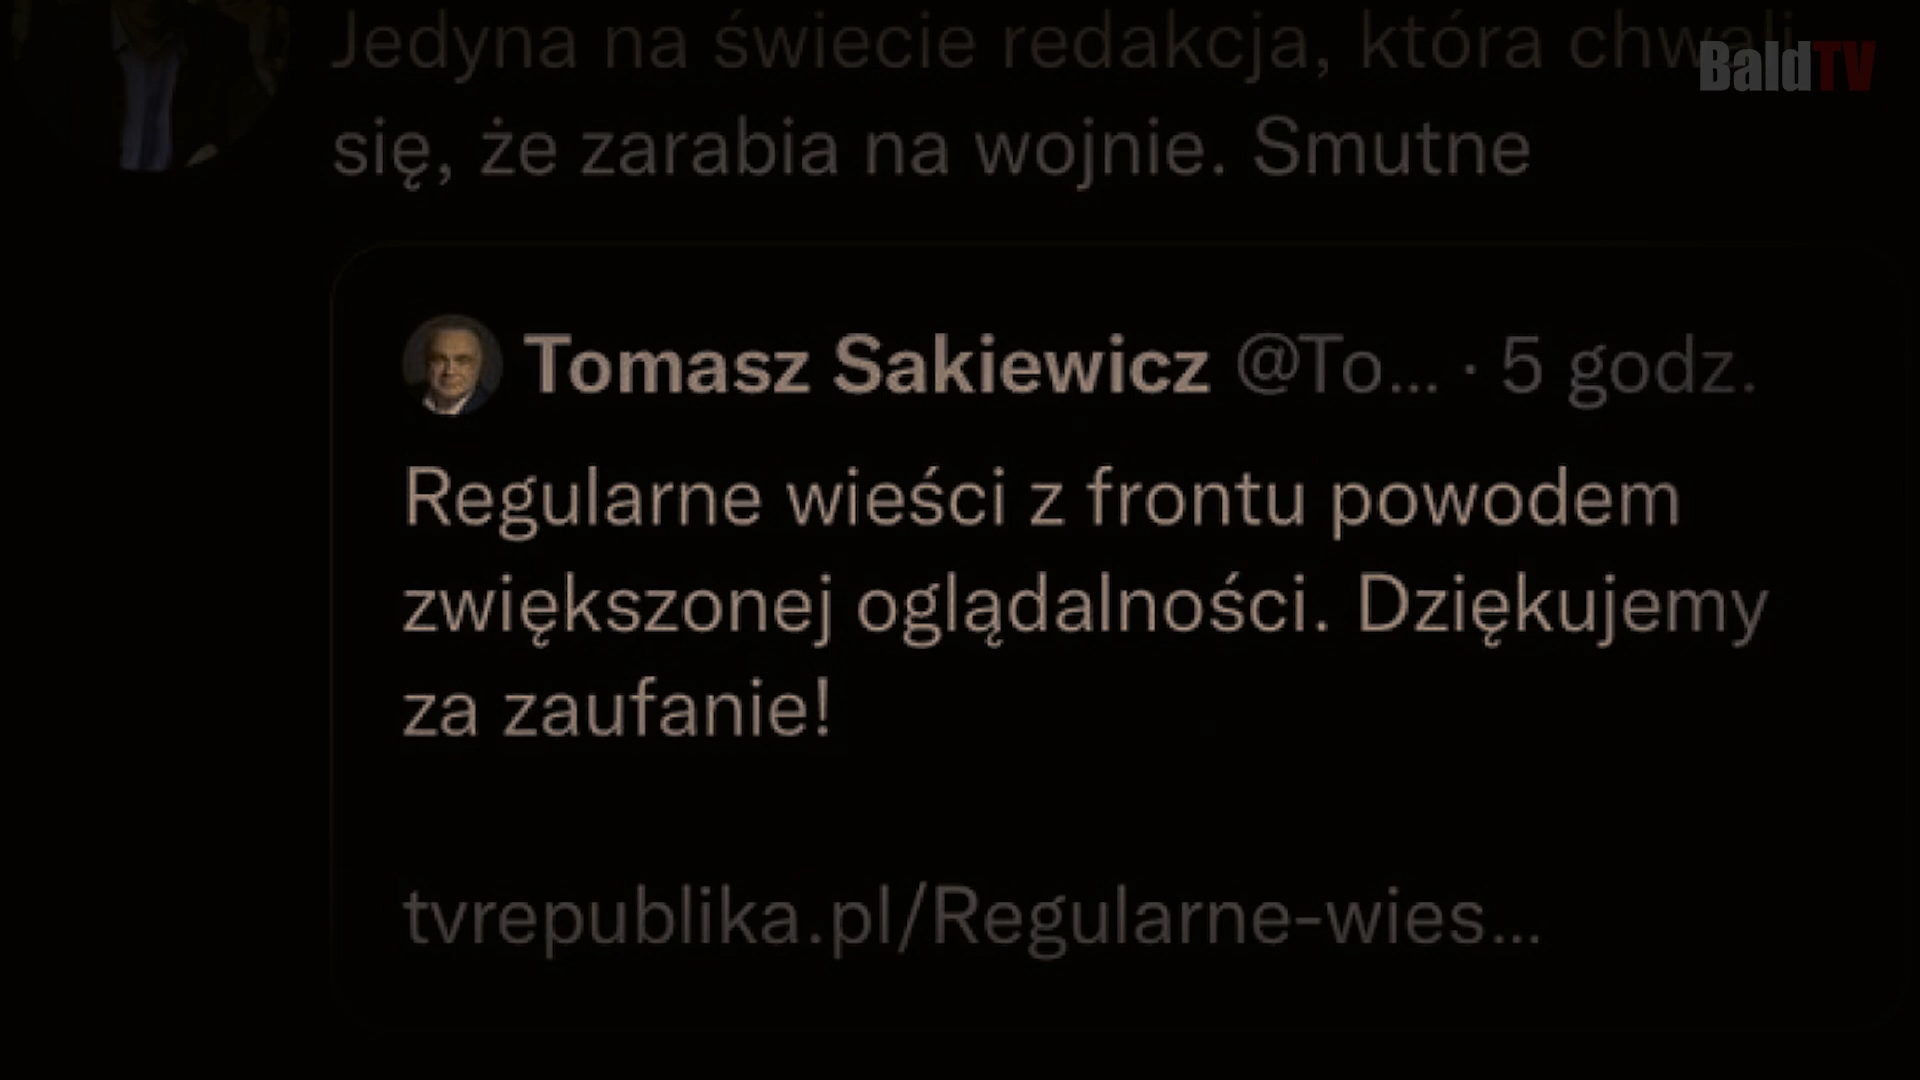 Jedyna na świecie redakcja, która chwali
BaldTV
się, że zarabia na wojnie. Smutne
Tomasz Sakiewicz @To... · 5 godz.
Regularne wieści z frontu powodem
zwiększonej oglądalności. Dziękujemy
za zaufanie!
tvrepublika.pl/Regularne-wies...